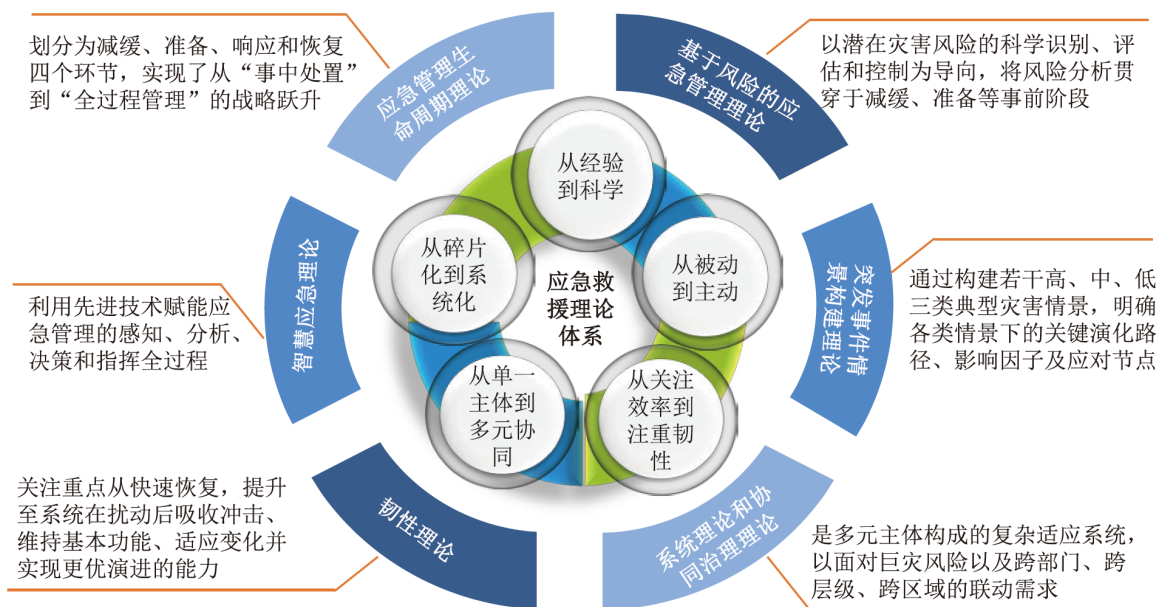 划分为减缓、准备、响应和恢复
四个环节，实现了从“事中处置”
到“全过程管理”的战略跃升
应急管理生
命周期理论
基于风险的应
急管理理论
以潜在灾害风险的科学识别、评
估和控制为导向，将风险分析贯
穿于减缓、准备等事前阶段
从经验
到科学
从碎片
化到系
统化
从被动
到主动
应急救
援理论
体系
从单一
主体到
多元协
同
从关注
效率到
注重韧
性
智慧应急理论
利用先进技术赋能应
急管理的感知、分析、
决策和指挥全过程
突发事件情
景构建理论
通过构建若干高、中、低
三类典型灾害情景，明确
各类情景下的关键演化路
径、影响因子及应对节点
韧性理论
关注重点从快速恢复，提升
至系统在扰动后吸收冲击、
维持基本功能、适应变化并
实现更优演进的能力
系统理论和协
同治理理论
是多元主体构成的复杂适应系统，
以面对巨灾风险以及跨部门、跨
层级、跨区域的联动需求